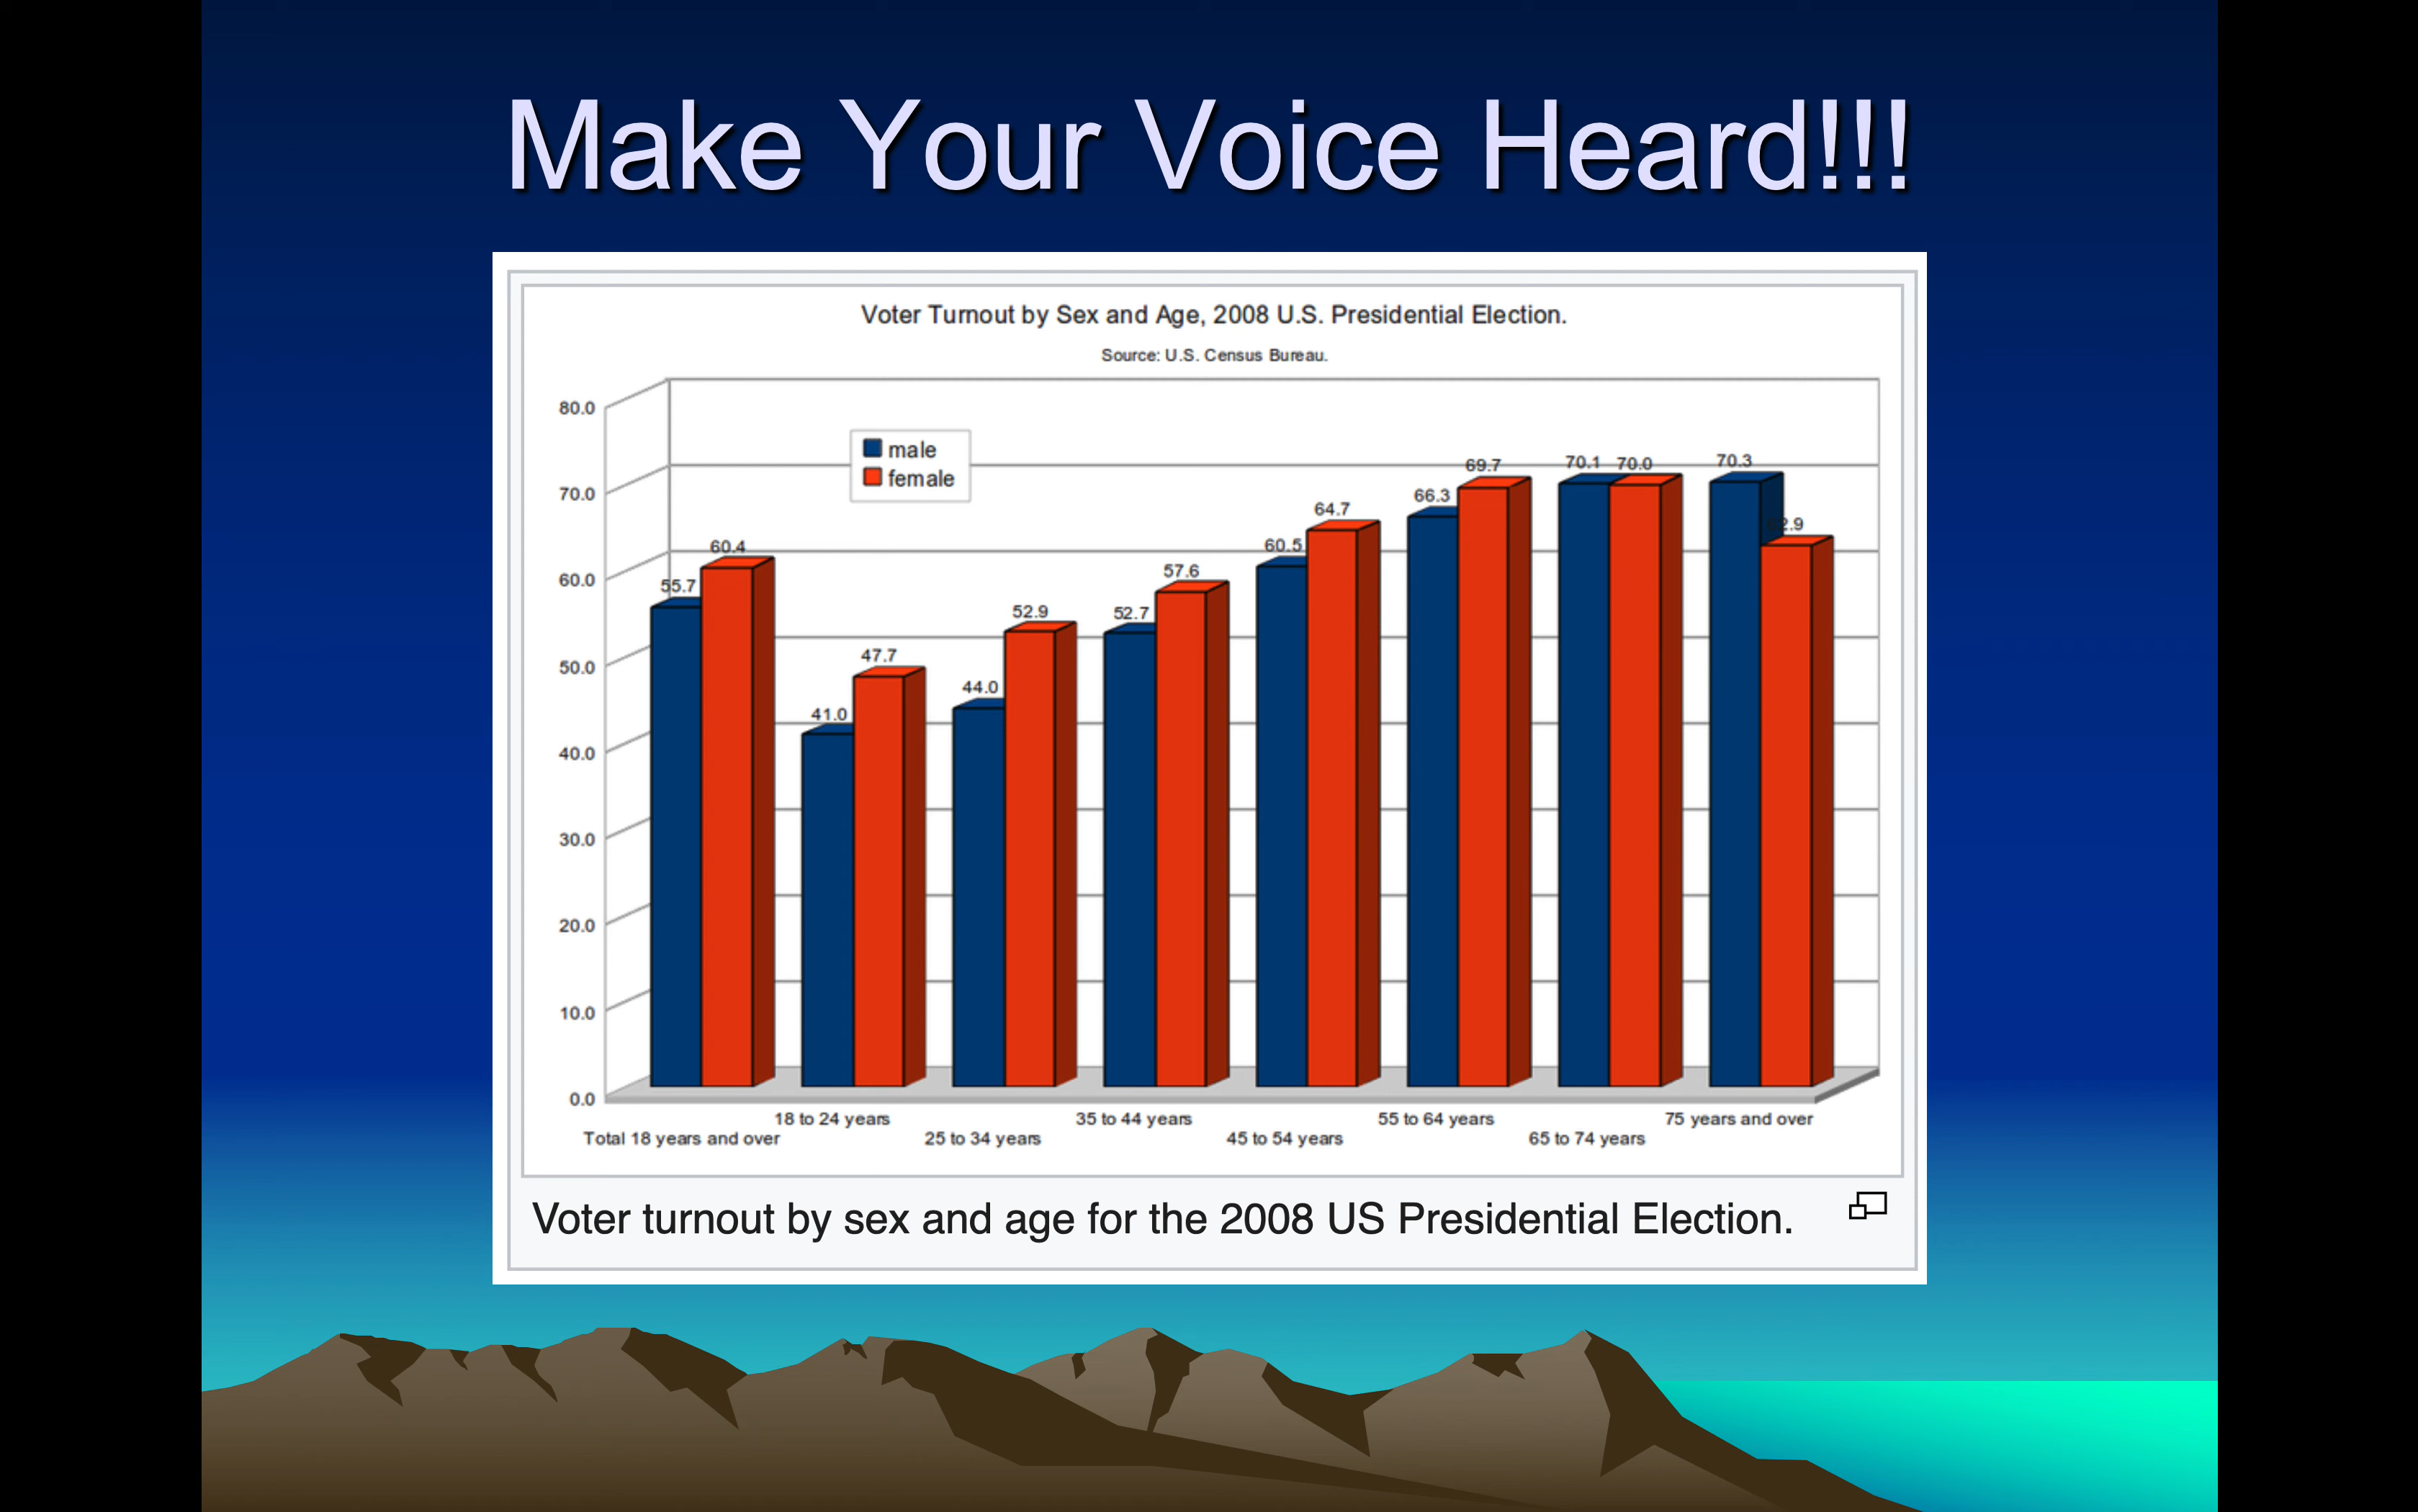 Make Your Voice Heard!!!
Voter Turnout by Sex and Age, 2008 U.S. Presidential Election.
Source: U.S. Census Bureau.
80.0
70.0
60.0
50.0
40.0
30.0
20.0
10.0
0.0
male
female
55.7 60.4
41.0 47.7
44.0 52.9
52.7 57.6
60.5 64.7
66.3 69.7
70.1 70.0
70.3
Total 18 years and over
18 to 24 years
25 to 34 years
35 to 44 years
45 to 54 years
55 to 64 years
65 to 74 years
75 years and over
Voter turnout by sex and age for the 2008 US Presidential Election.